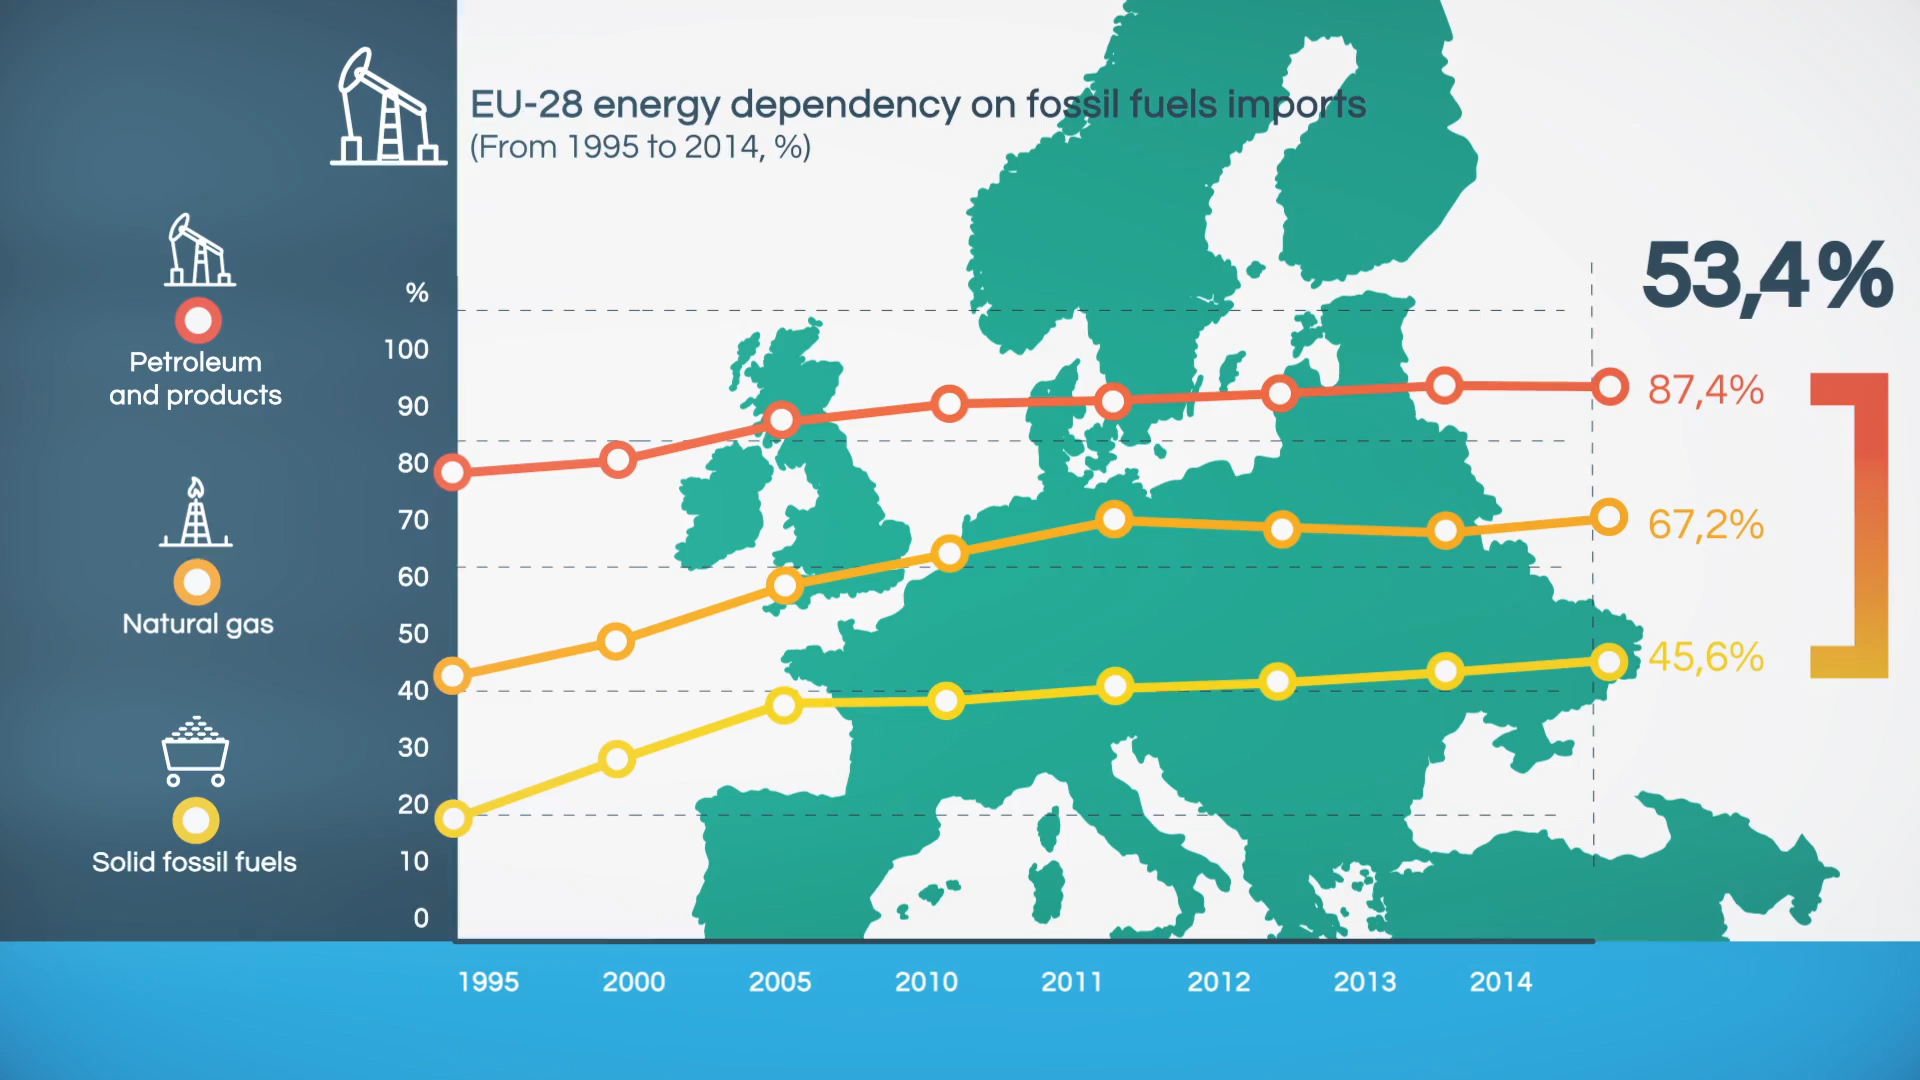 EU-28 energy dependency on fossil fuels imports
(From 1995 to 2014, %)
53,4%
Petroleum
and products
Natural gas
Solid fossil fuels
%
100
90
80
70
60
50
40
30
20
10
0
87,4%
67,2%
45,6%
1995 2000 2005 2010 2011 2012 2013 2014